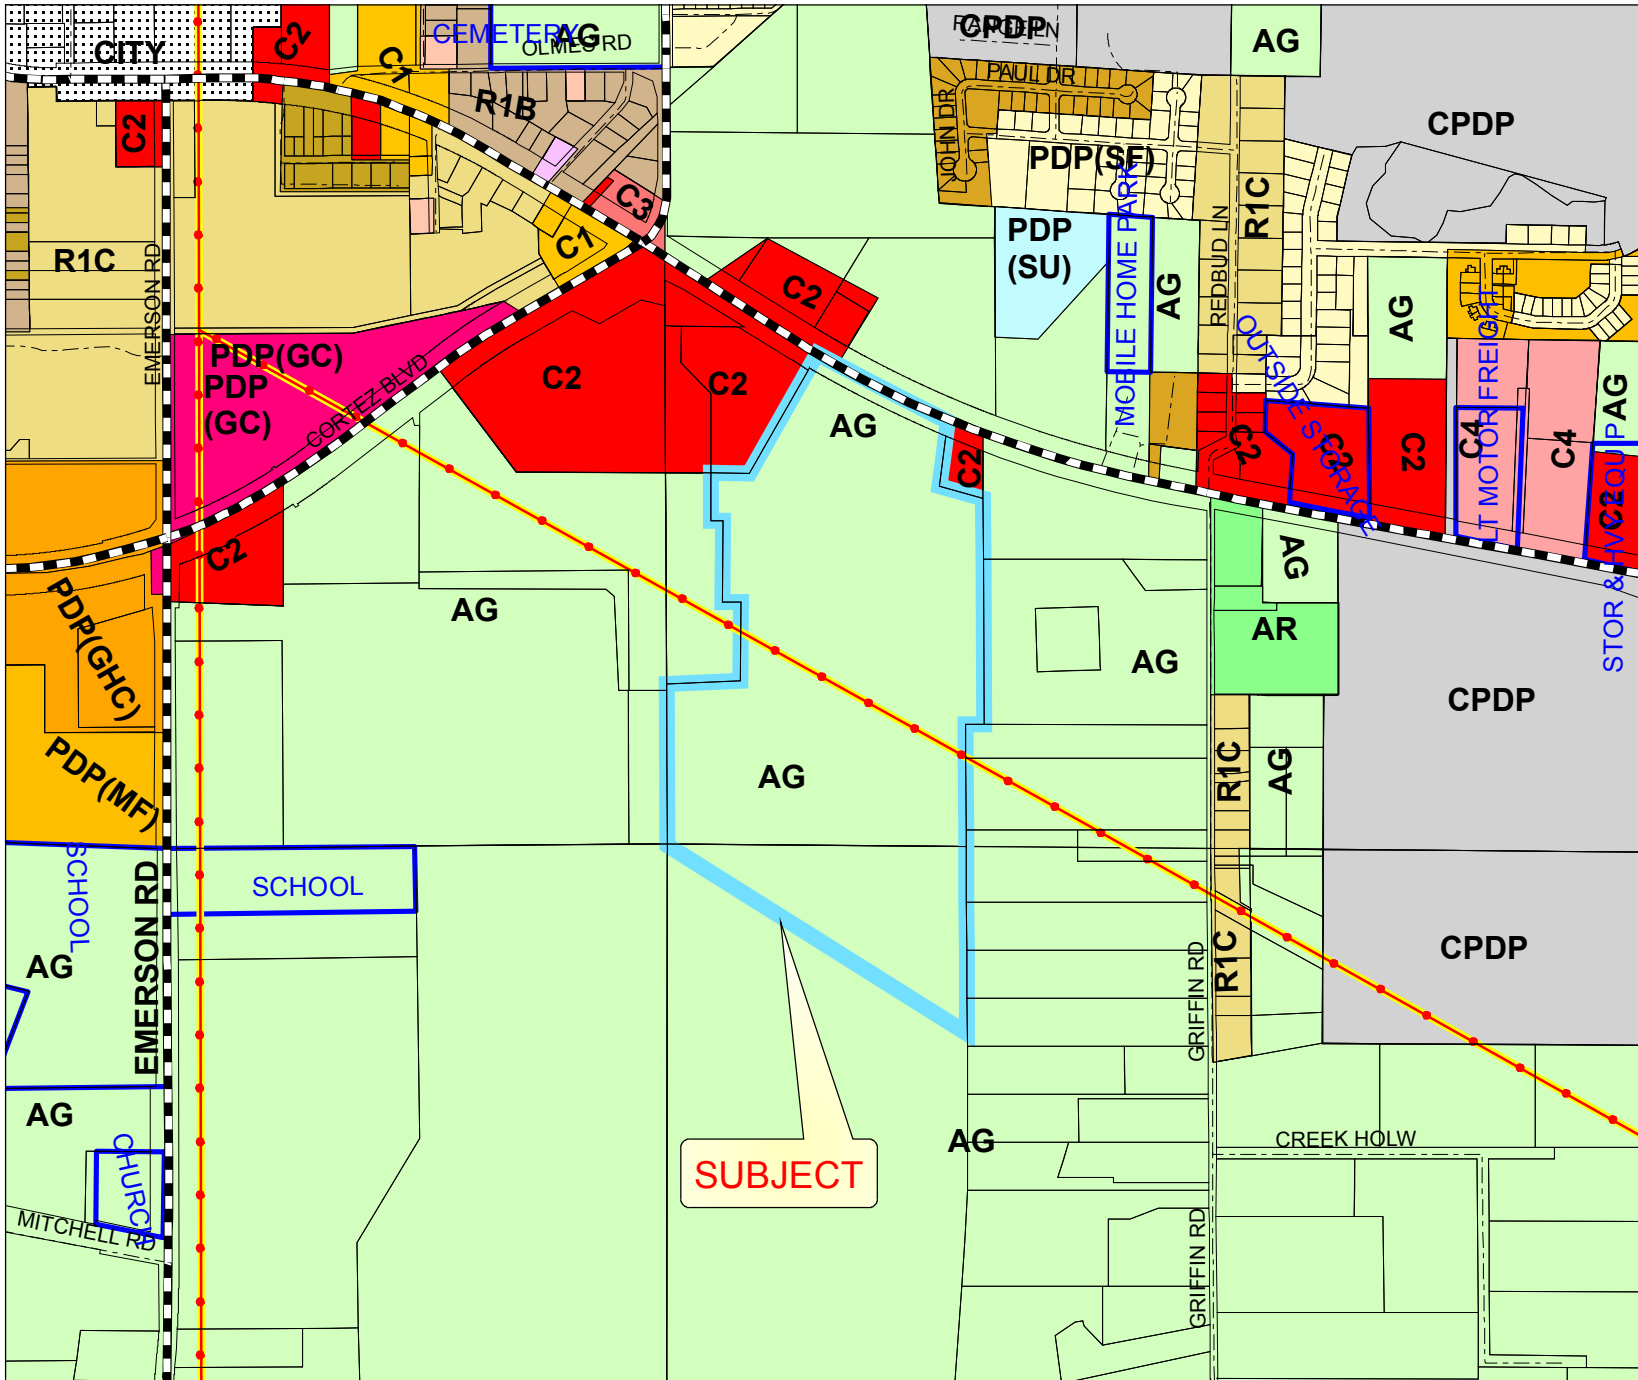 CITY
C2
C1
CEMETERY
AG
OLMES RD
CPDP
AG
PAUL DR
JOHN DR
R1B
C2
CPDP
PDP(SF)
MOBILE HOME PARK
R1C
C3
C1
PDP
(SU)
AG
REDBUD LN
R1C
EMERSON RD
C2
AG
OUTSIDE STORAGE
LT MOTOR FREIGHT
PDP(GC)
PDP
(GC)
CORTEZ BLVD
C2
C2
AG
AG
C2
C2
C2
C2
C4
C4
C2
STOR & HVY EQUIP
C2
AG
PDP(GHC)
AG
AR
AG
CPDP
PDP(MF)
AG
R1C
AG
SCHOOL
SCHOOL
EMERSON RD
AG
R1C
CPDP
GRIFFIN RD
AG
CHURCH
SUBJECT
AG
CREEK HOLW
MITCHELL RD
GRIFFIN RD